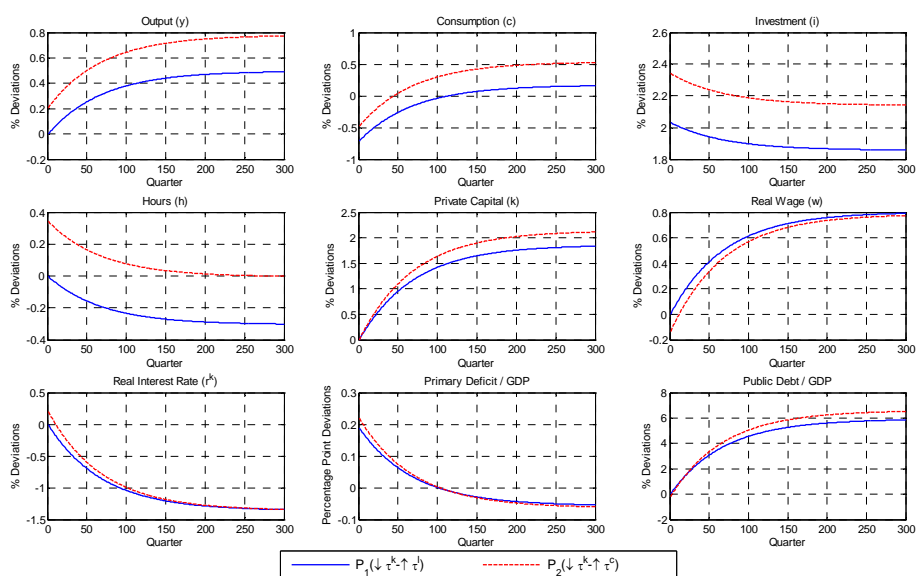 Output (y)
Consumption (c)
Investment (i)
% Deviations
0.8
0.6
0.4
0.2
0
-0.2
0 50 100 150 200 250 300
Quarter
% Deviations
1
0.5
0
-0.5
-1
0 50 100 150 200 250 300
Quarter
% Deviations
2.6
2.4
2.2
2
1.8
0 50 100 150 200 250 300
Quarter
Hours (h)
Private Capital (k)
Real Wage (w)
% Deviations
0.4
0.2
0
-0.2
-0.4
0 50 100 150 200 250 300
Quarter
% Deviations
2.5
2
1.5
1
0.5
0
0 50 100 150 200 250 300
Quarter
% Deviations
0.8
0.6
0.4
0.2
0
-0.2
0 50 100 150 200 250 300
Quarter
Real Interest Rate (r^k)
Primary Deficit / GDP
Public Debt / GDP
% Deviations
0.5
0
-0.5
-1
-1.5
0 50 100 150 200 250 300
Quarter
Percentage Point Deviations
0.3
0.2
0.1
0
-0.1
0 50 100 150 200 250 300
Quarter
% Deviations
8
6
4
2
0
-2
0 50 100 150 200 250 300
Quarter
P_1(↓ τ^k-↑ τ^l)
P_2(↓ τ^k-↑ τ^c)